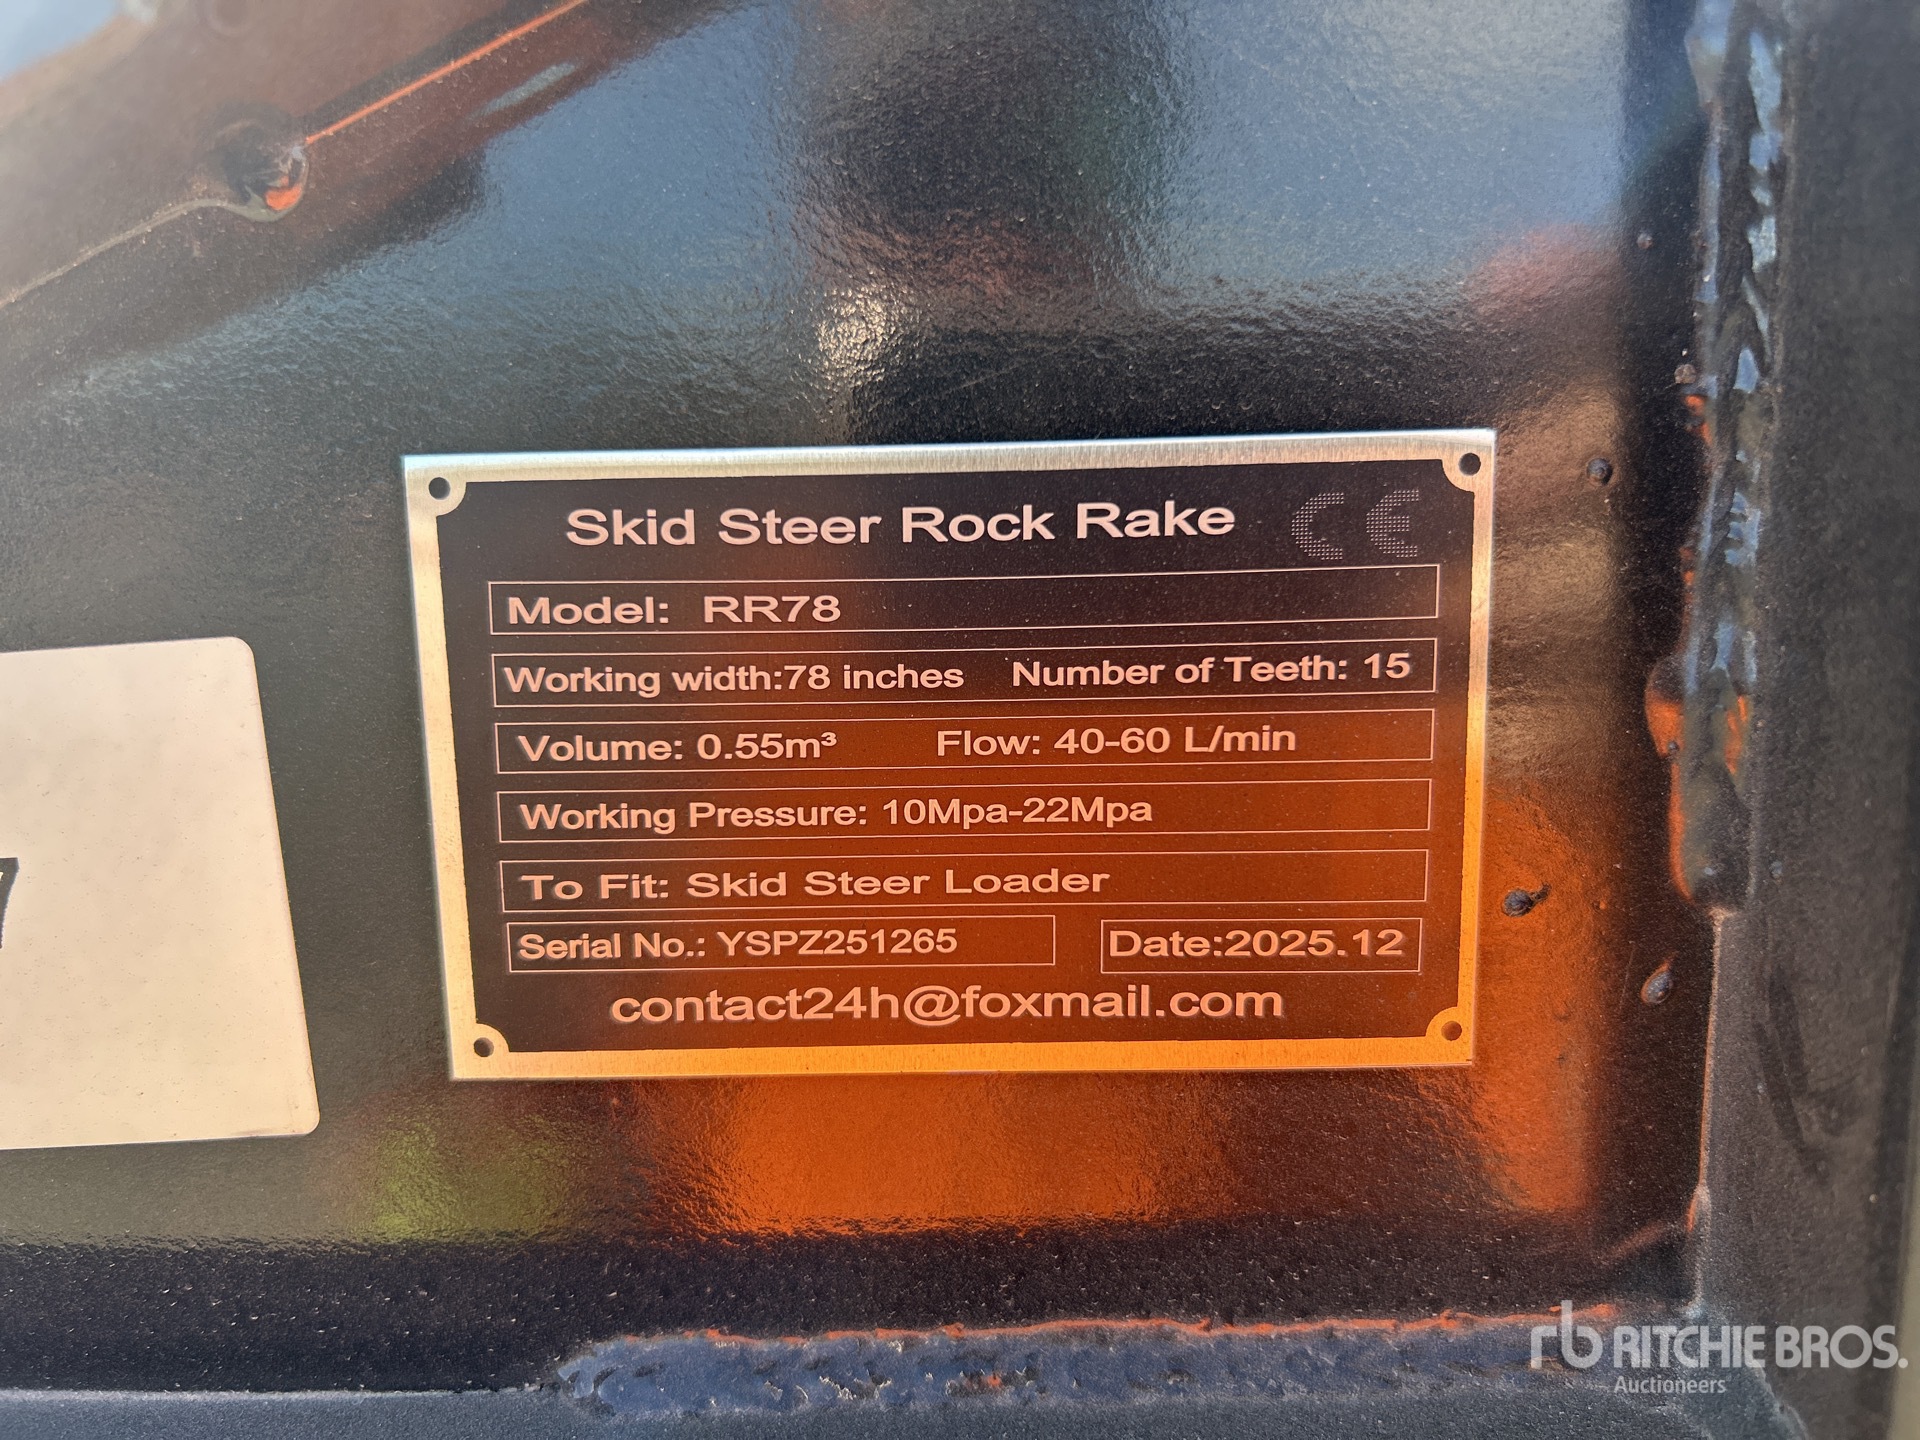 Skid Steer Rock Rake CE
Model: RR78
Working width:78 inches Number of Teeth: 15
Volume: 0.55m³ Flow: 40-60 L/min
Working Pressure: 10Mpa-22Mpa
To Fit: Skid Steer Loader
Serial No.: YSPZ251265 Date:2025.12
contact24h@foxmail.com
rb RITCHIE BROS.
Auctioneers